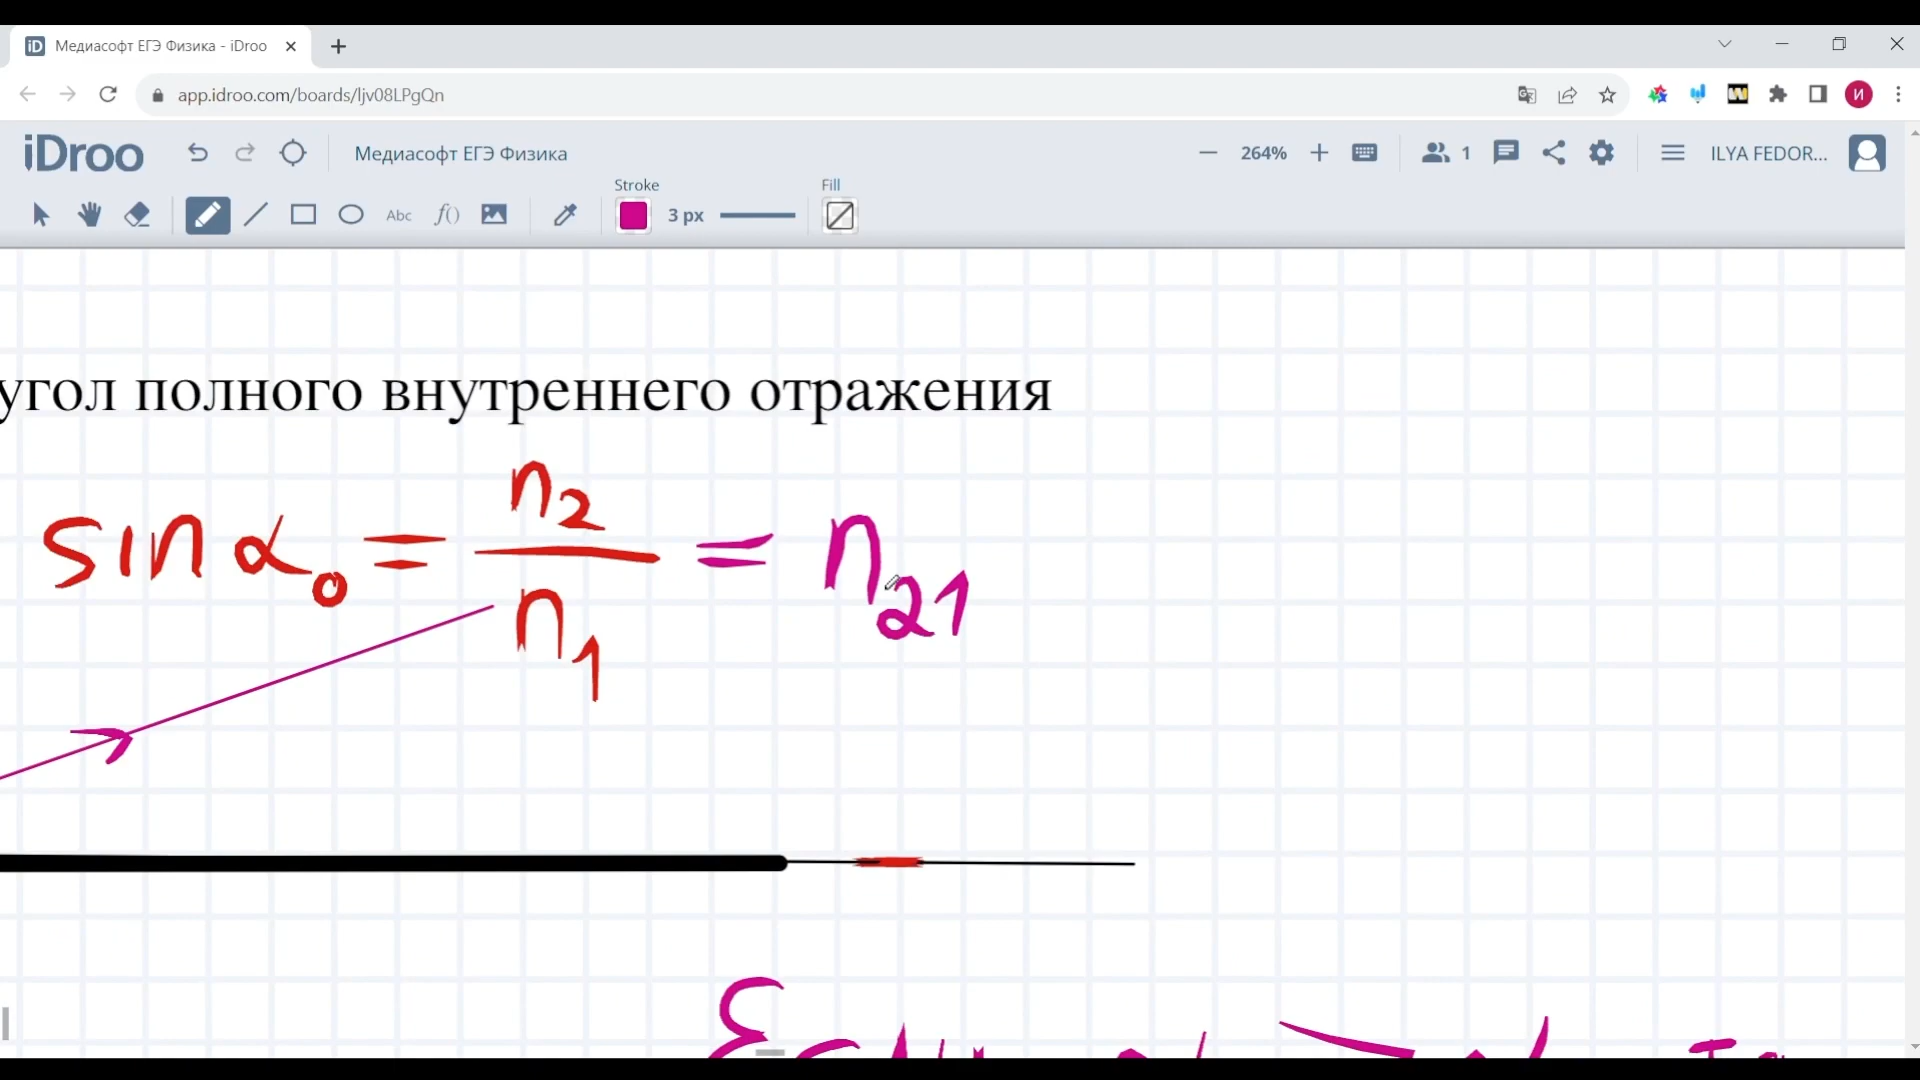 Медиасофт ЕГЭ Физика - iDroo
app.idroo.com/boards/ljv08LPgQn
И
iDroo
Медиасофт ЕГЭ Физика
264%
1
ILYA FEDOR...
Abc
f()
Stroke
3 px
Fill
угол полного внутреннего отражения
sin α₀ = n₂/n₁ = n₂₁